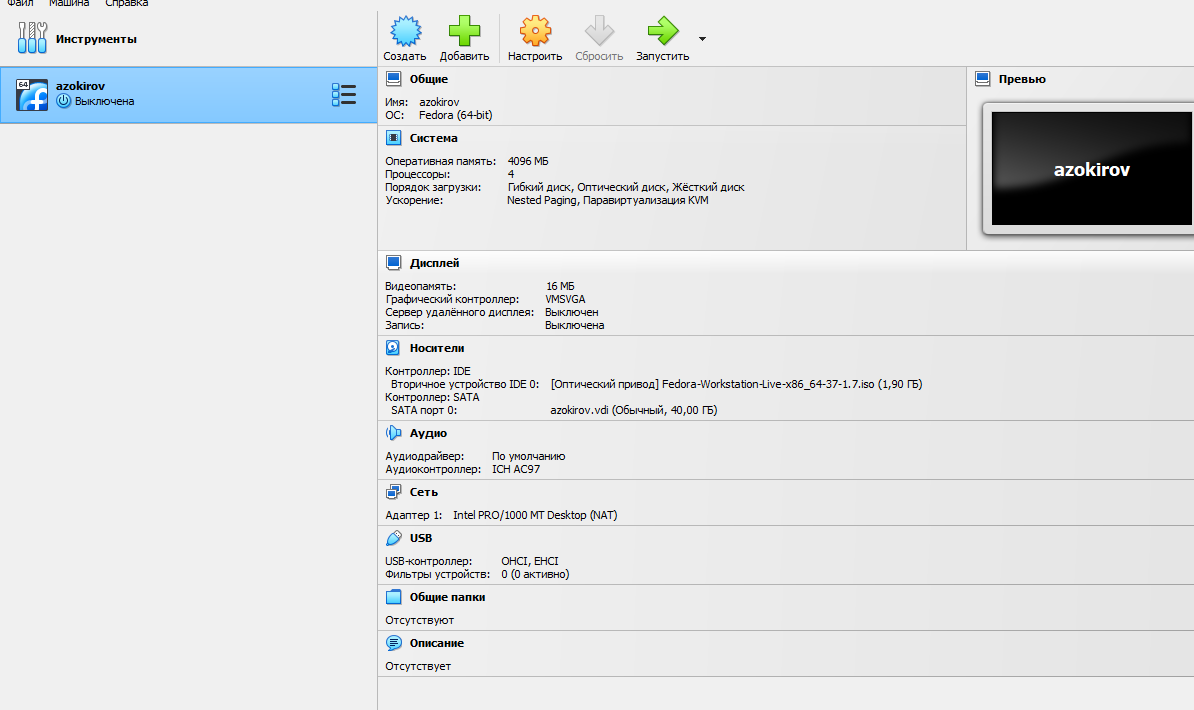 Файл Машина Справка
Инструменты
Создать Добавить Настроить Сбросить Запустить
64
azokirov
Выключена
Общие
Имя: azokirov
ОС: Fedora (64-bit)
Превью
azokirov
Система
Оперативная память: 4096 МБ
Процессоры: 4
Порядок загрузки: Гибкий диск, Оптический диск, Жёсткий диск
Ускорение: Nested Paging, Паравиртуализация KVM
Дисплей
Видеопамять: 16 МБ
Графический контроллер: VMSVGA
Сервер удалённого дисплея: Выключен
Запись: Выключена
Носители
Контроллер: IDE
Вторичное устройство IDE 0: [Оптический привод] Fedora-Workstation-Live-x86_64-37-1.7.iso (1,90 ГБ)
Контроллер: SATA
SATA порт 0: azokirov.vdi (Обычный, 40,00 ГБ)
Аудио
Аудиодрайвер: По умолчанию
Аудиоконтроллер: ICH AC97
Сеть
Адаптер 1: Intel PRO/1000 MT Desktop (NAT)
USB
USB-контроллер: OHCI, EHCI
Фильтры устройств: 0 (0 активно)
Общие папки
Отсутствуют
Описание
Отсутствует